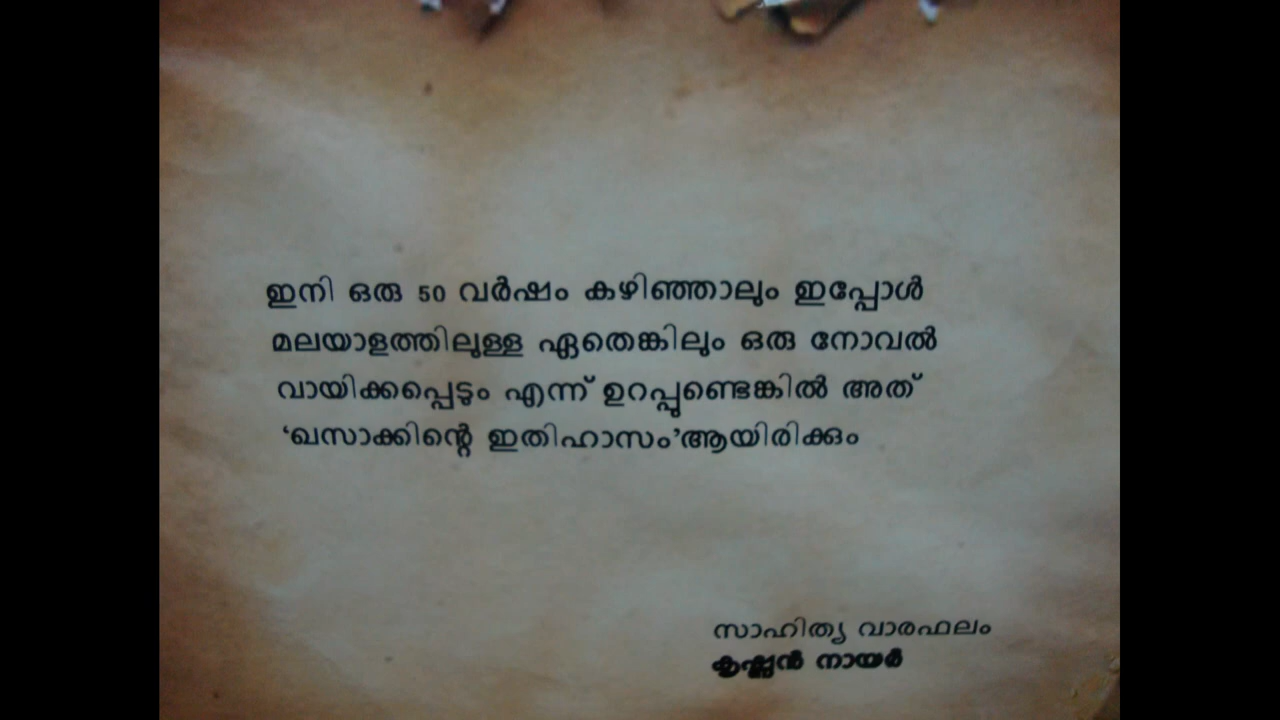 ഇനി ഒരു 50 വർഷം കഴിഞ്ഞാലും ഇപ്പോൾ
മലയാളത്തിലുള്ള ഏതെങ്കിലും ഒരു നോവൽ
വായിക്കപ്പെടും എന്ന് ഉറപ്പുണ്ടെങ്കിൽ അത്
‘ഖസാക്കിന്റെ ഇതിഹാസം’ആയിരിക്കും
സാഹിത്യ വാരഫലം
കൃഷ്ണൻ നായർ